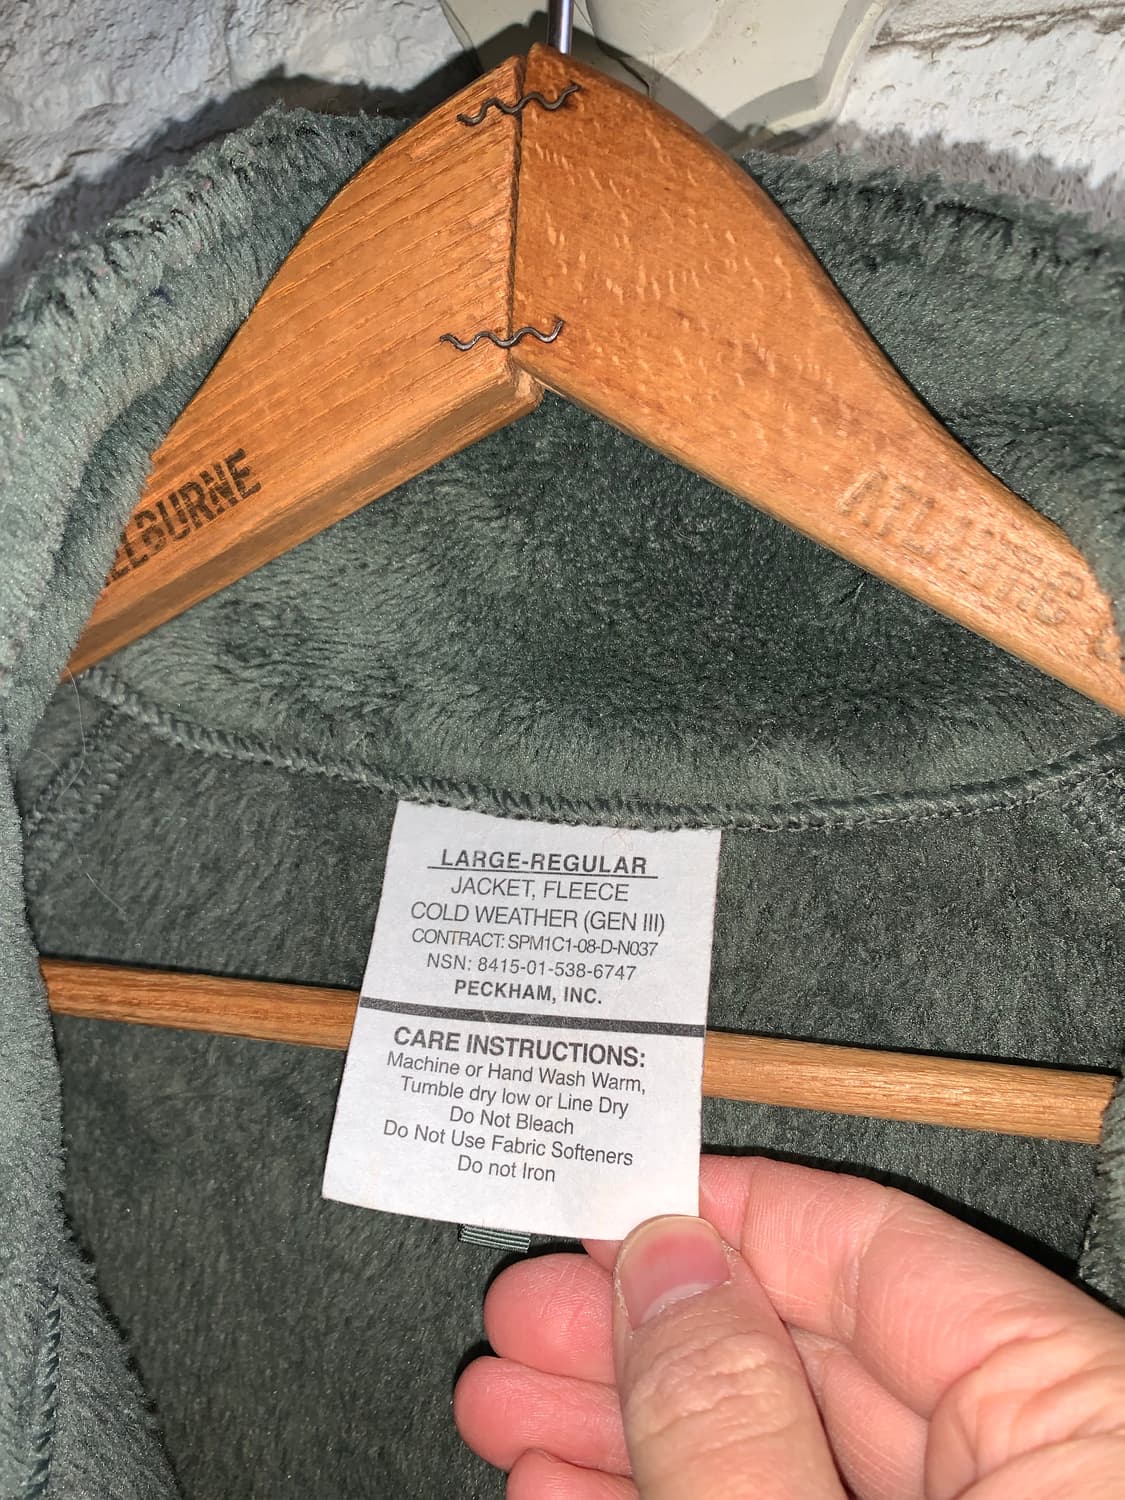 LARGE-REGULAR
JACKET, FLEECE
COLD WEATHER (GEN III)
CONTRACT: SPM1C1-08-D-N037
NSN: 8415-01-538-6747
PECKHAM, INC.
CARE INSTRUCTIONS:
Machine or Hand Wash Warm,
Tumble dry low or Line Dry
Do Not Bleach
Do Not Use Fabric Softeners
Do not Iron